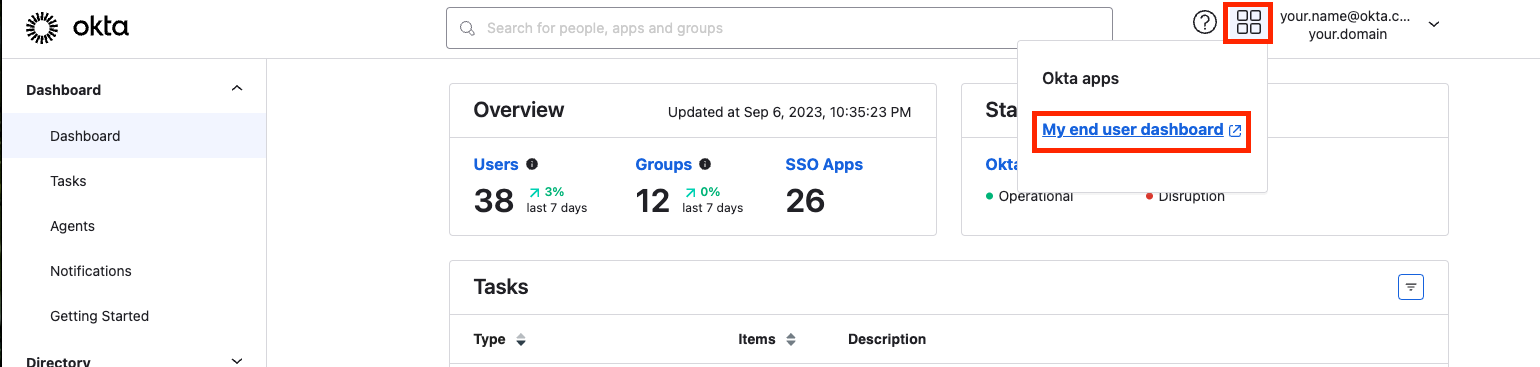 okta
Search for people, apps and groups
your.name@okta.c...
your.domain
Okta apps
My end user dashboard
Dashboard
Dashboard
Tasks
Agents
Notifications
Getting Started
Directory
Overview
Updated at Sep 6, 2023, 10:35:23 PM
Users
38
3%
last 7 days
Groups
12
0%
last 7 days
SSO Apps
26
Sta
Okta
Operational
Disruption
Tasks
Type
Items
Description